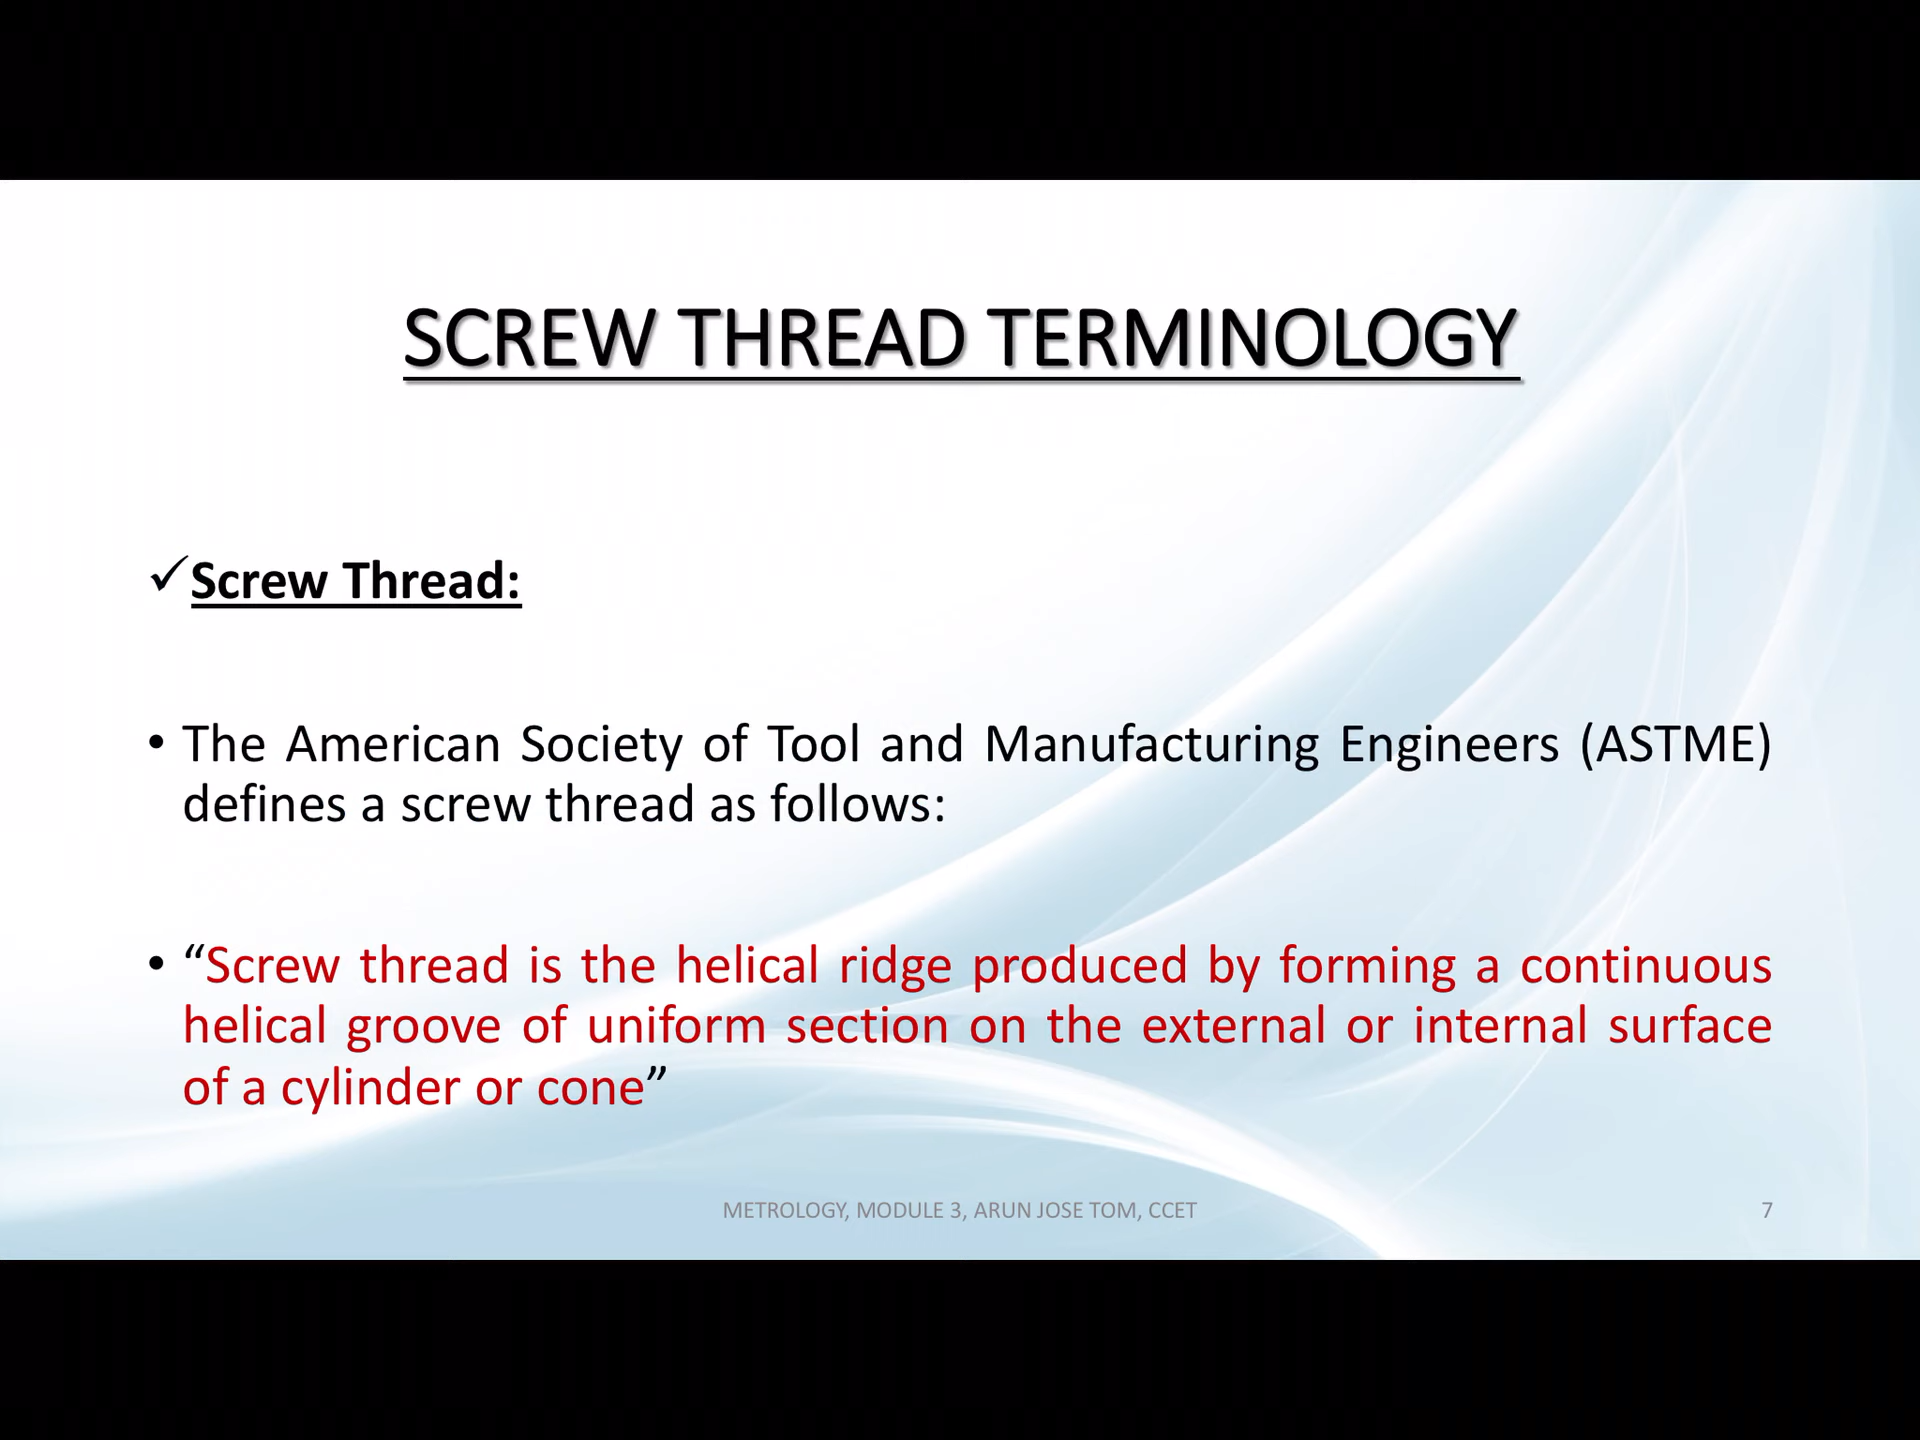 SCREW THREAD TERMINOLOGY
✓Screw Thread:
• The American Society of Tool and Manufacturing Engineers (ASTME)
defines a screw thread as follows:
• “Screw thread is the helical ridge produced by forming a continuous
helical groove of uniform section on the external or internal surface
of a cylinder or cone”
METROLOGY, MODULE 3, ARUN JOSE TOM, CCET
7